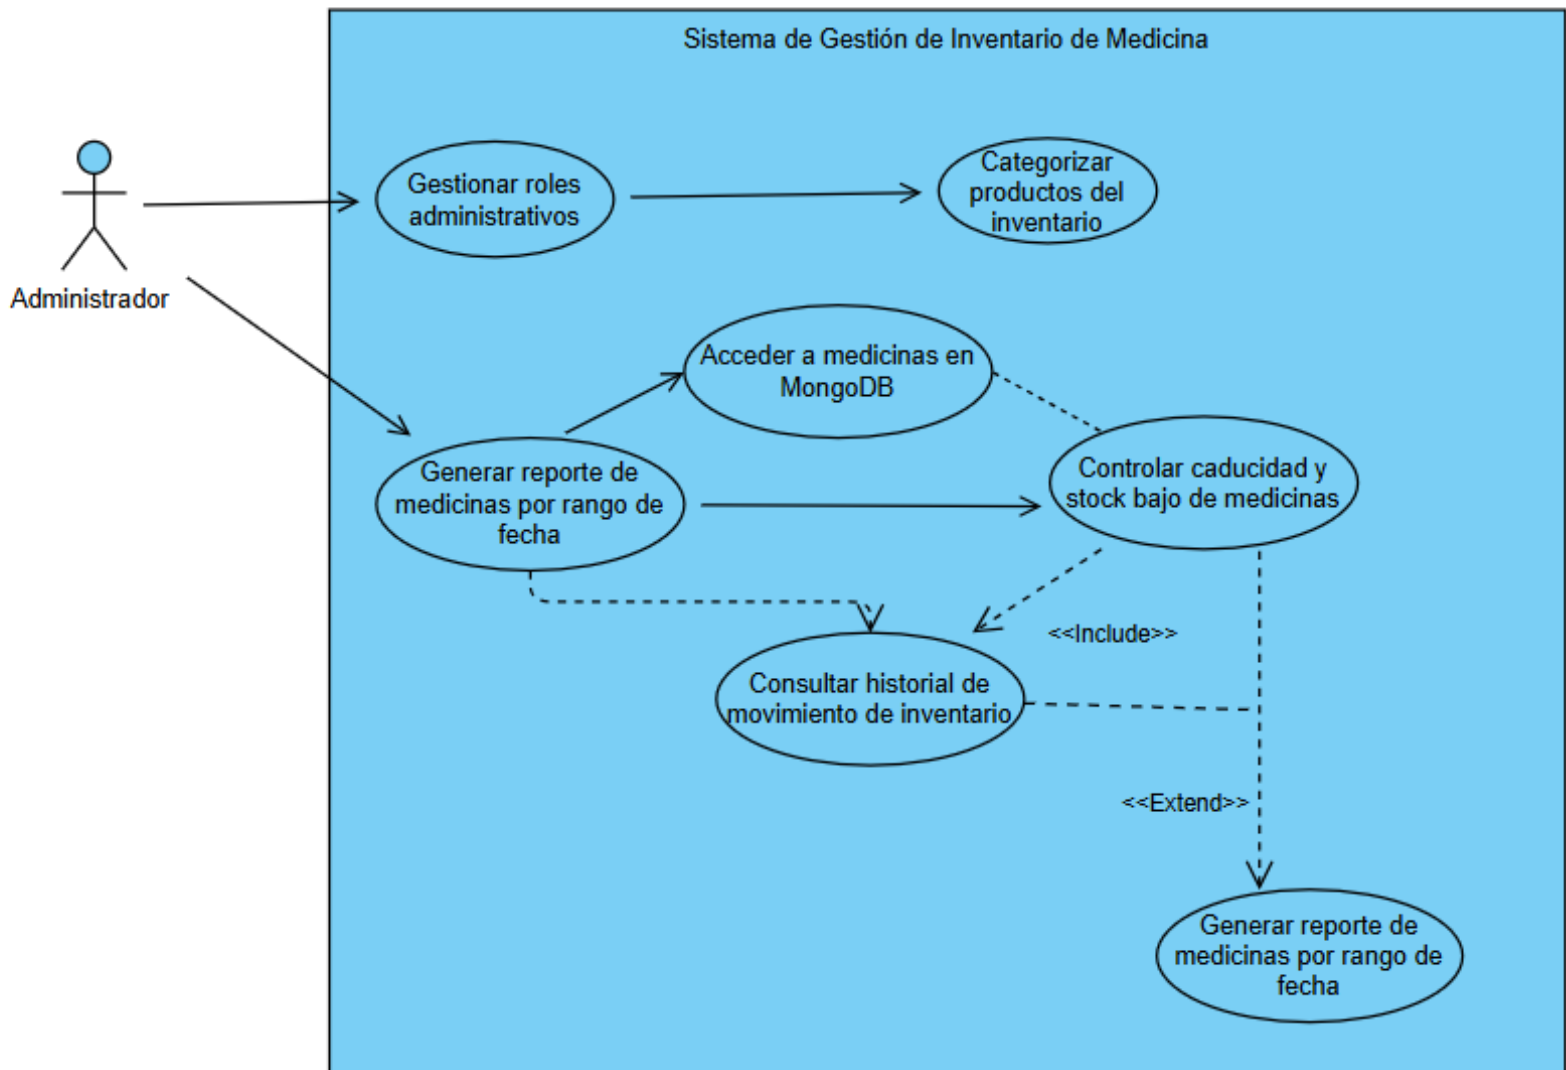 Sistema de Gestión de Inventario de Medicina
Administrador
Gestionar roles
administrativos
Categorizar
productos del
inventario
Acceder a medicinas en
MongoDB
Generar reporte de
medicinas por rango de
fecha
Controlar caducidad y
stock bajo de medicinas
<<Include>>
Consultar historial de
movimiento de inventario
<<Extend>>
Generar reporte de
medicinas por rango de
fecha